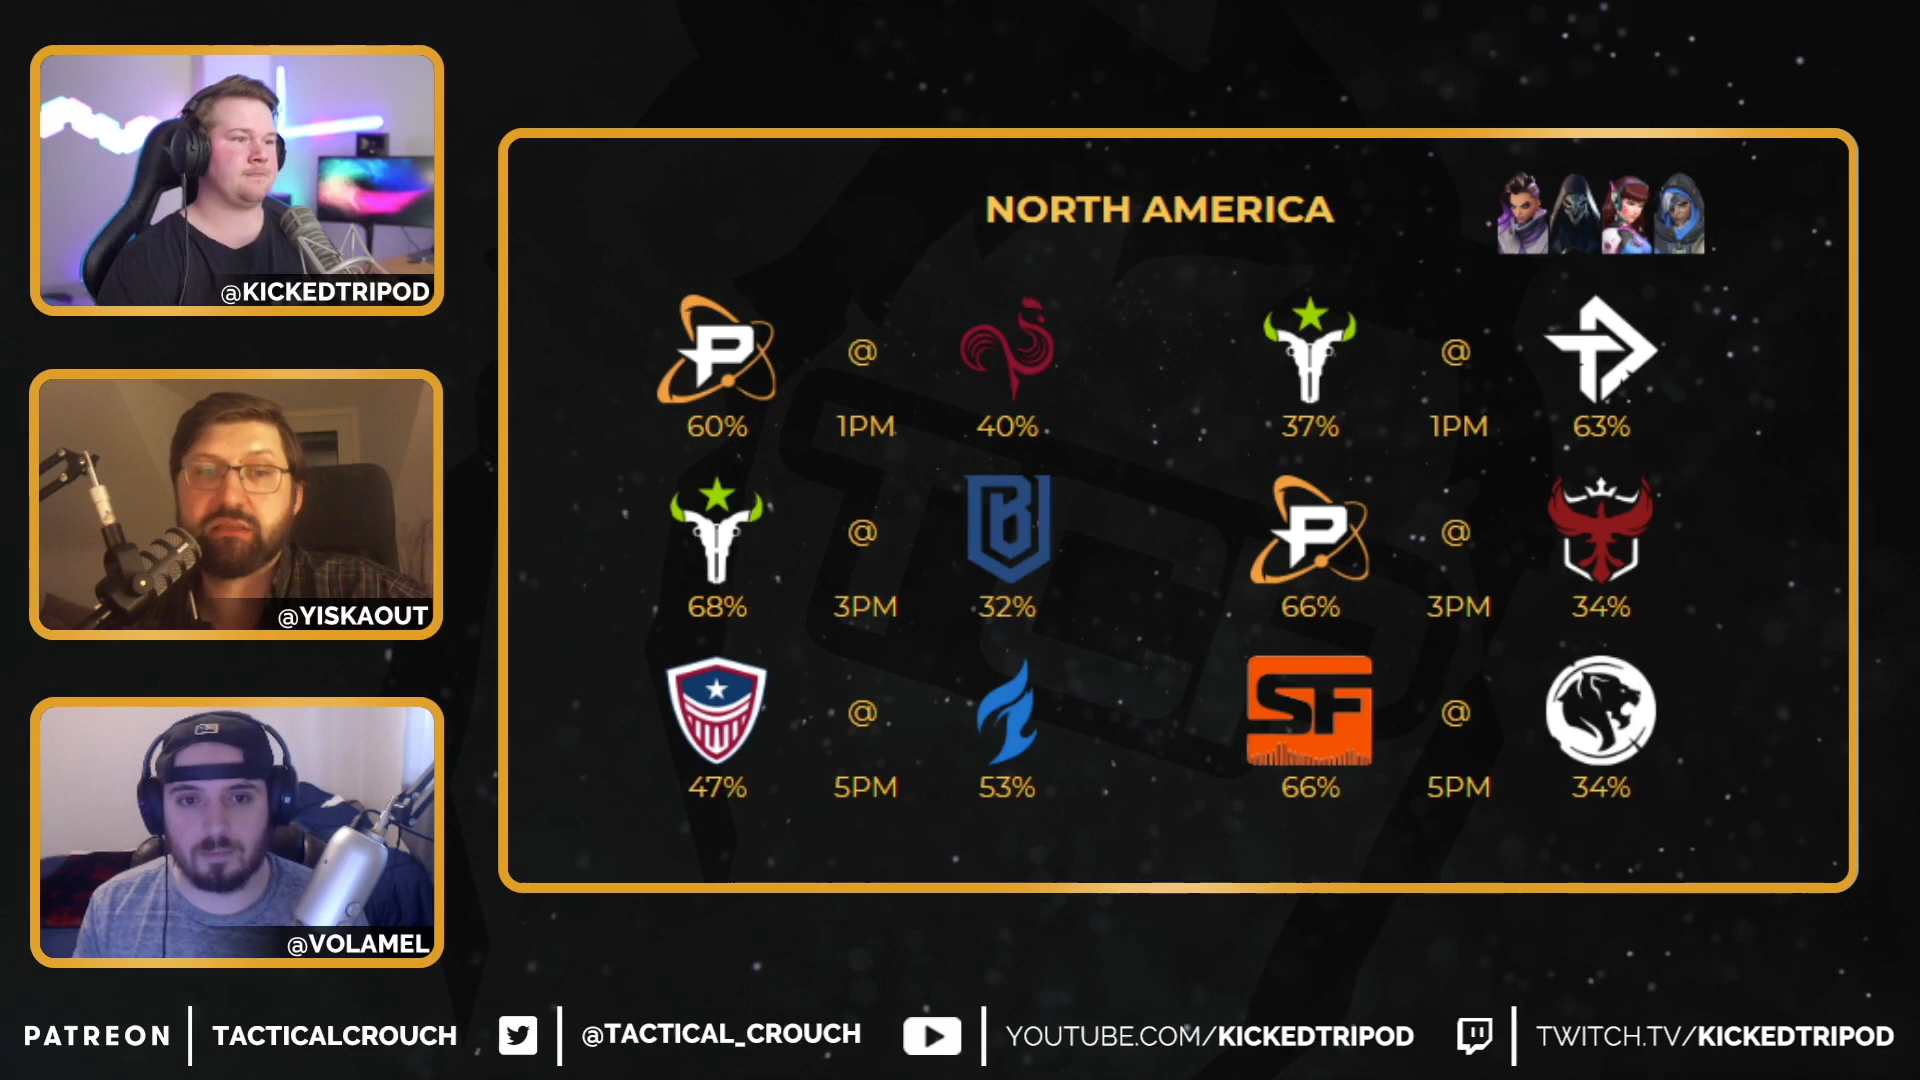 NORTH AMERICA
P @
@
60% 1PM 40% 37% 1PM 63%
@ B P @
68% 3PM 32% 66% 3PM 34%
@ SF @
47% 5PM 53% 66% 5PM 34%
@KICKEDTRIPOD
@YISKAOUT
@VOLAMEL
PATREON | TACTICALCROUCH
@TACTICAL_CROUCH
YOUTUBE.COM/KICKEDTRIPOD
TWITCH.TV/KICKEDTRIPOD